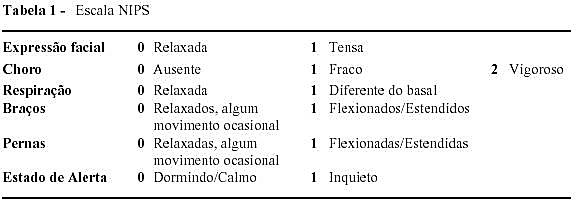 Tabela 1 - Escala NIPS
Expressão facial 0 Relaxada 1 Tensa
Choro 0 Ausente 1 Fraco 2 Vigoroso
Respiração 0 Relaxada 1 Diferente do basal
Braços 0 Relaxados, algum 1 Flexionados/Estendidos
movimento ocasional
Pernas 0 Relaxadas, algum 1 Flexionadas/Estendidas
movimento ocasional
Estado de Alerta 0 Dormindo/Calmo 1 Inquieto